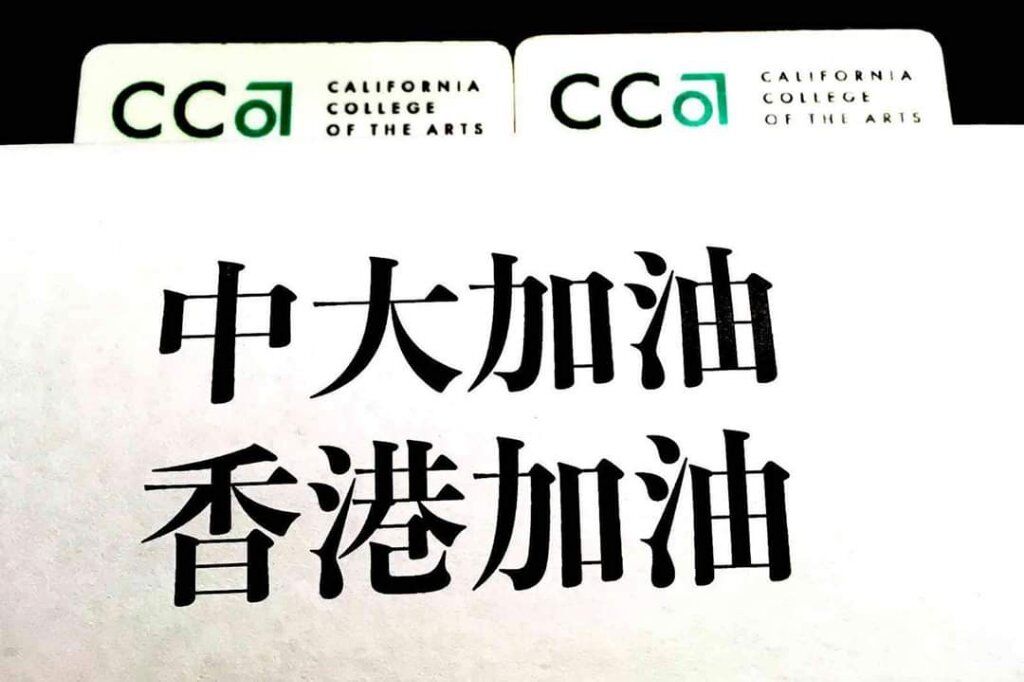 CCA CALIFORNIA
COLLEGE
OF THE ARTS
CCA CALIFORNIA
COLLEGE
OF THE ARTS
中大加油
香港加油